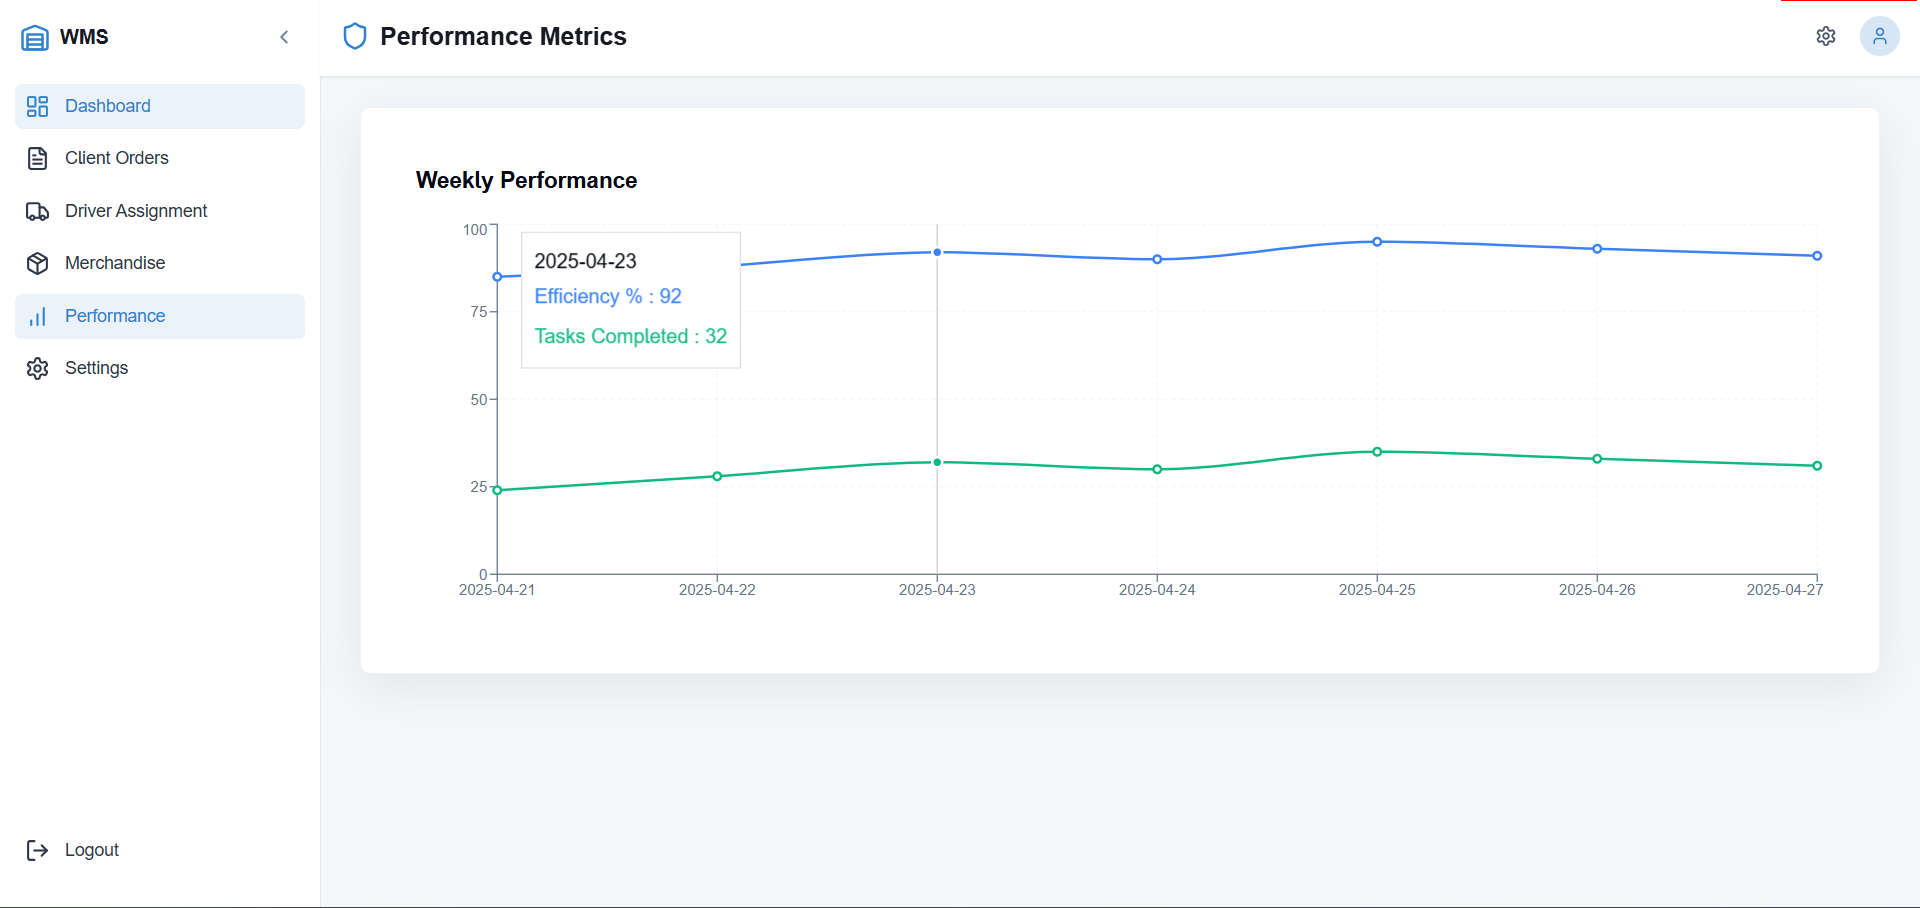 WMS
Dashboard
Client Orders
Driver Assignment
Merchandise
Performance
Settings
Logout
Performance Metrics
Weekly Performance
100
75
50
25
0
2025-04-23
Efficiency % : 92
Tasks Completed : 32
2025-04-21
2025-04-22
2025-04-23
2025-04-24
2025-04-25
2025-04-26
2025-04-27